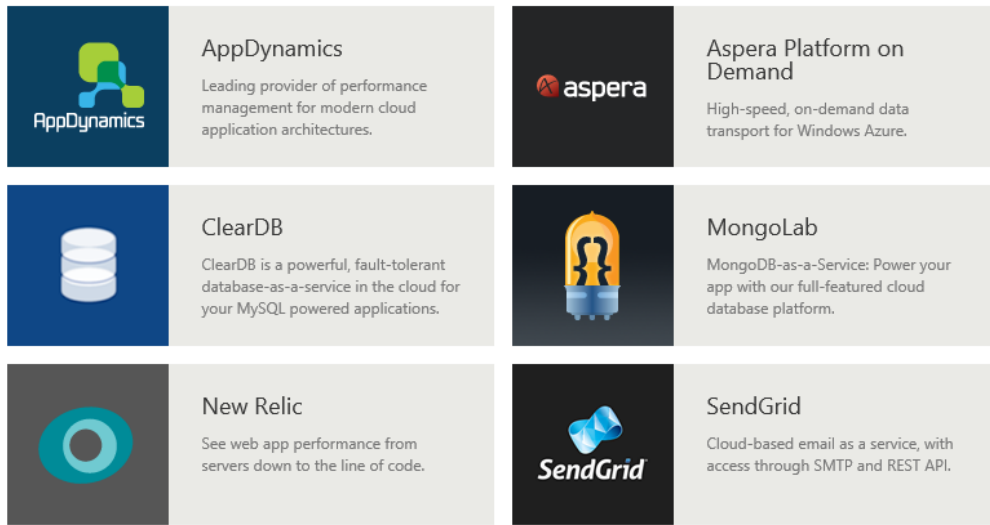 AppDynamics
AppDynamics
Leading provider of performance
management for modern cloud
application architectures.
aspera
Aspera Platform on
Demand
High-speed, on-demand data
transport for Windows Azure.
ClearDB
ClearDB is a powerful, fault-tolerant
database-as-a-service in the cloud for
your MySQL powered applications.
{}
MongoLab
MongoDB-as-a-Service: Power your
app with our full-featured cloud
database platform.
New Relic
See web app performance from
servers down to the line of code.
SendGrid
SendGrid
Cloud-based email as a service, with
access through SMTP and REST API.